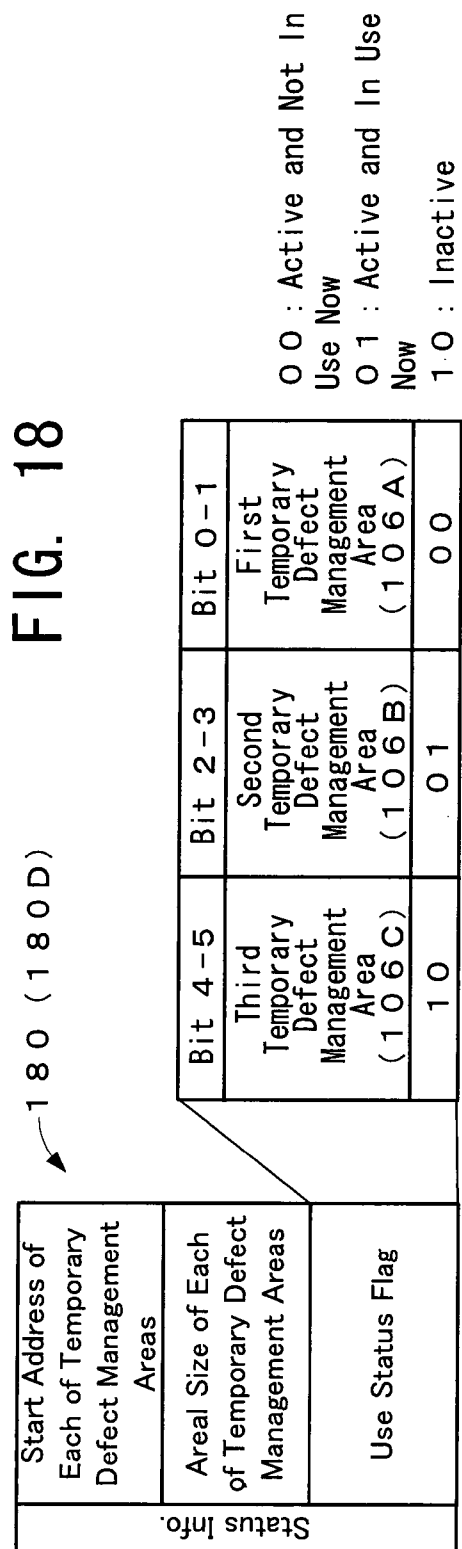 FIG. 18
180 (180D)
Status Info.
Start Address of
Each of Temporary
Defect Management
Areas
Areal Size of Each
of Temporary Defect
Management Areas
Use Status Flag
Bit 4-5
Bit 2-3
Bit 0-1
Third
Temporary
Defect
Management
Area
(106C)
Second
Temporary
Defect
Management
Area
(106B)
First
Temporary
Defect
Management
Area
(106A)
10
01
00
00 : Active and Not In
Use Now
01 : Active and In Use
Now
10 : Inactive